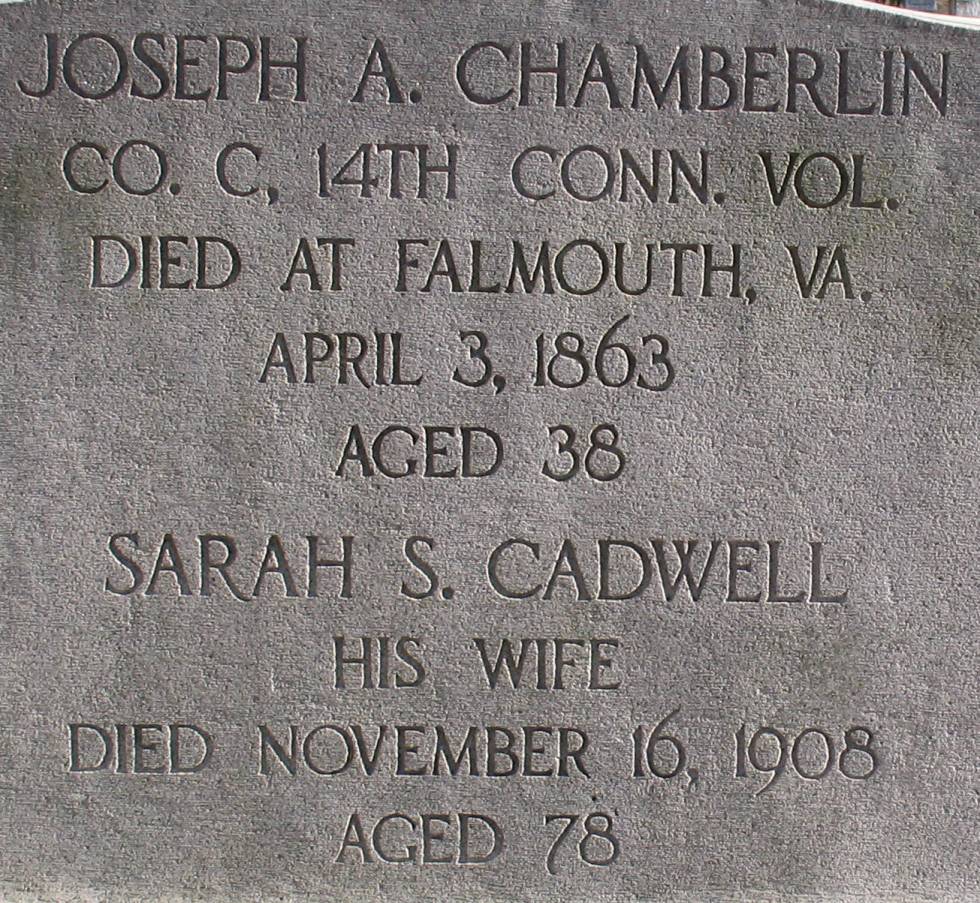 JOSEPH A. CHAMBERLIN
CO. C, 14TH CONN. VOL.
DIED AT FALMOUTH, VA.
APRIL 3, 1863
AGED 38
SARAH S. CADWELL
HIS WIFE
DIED NOVEMBER 16, 1908
AGED 78